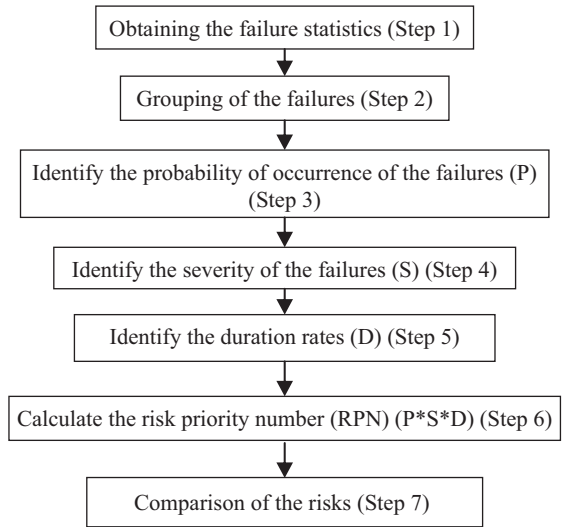 Obtaining the failure statistics (Step 1)
Grouping of the failures (Step 2)
Identify the probability of occurrence of the failures (P)
(Step 3)
Identify the severity of the failures (S) (Step 4)
Identify the duration rates (D) (Step 5)
Calculate the risk priority number (RPN) (P*S*D) (Step 6)
Comparison of the risks (Step 7)